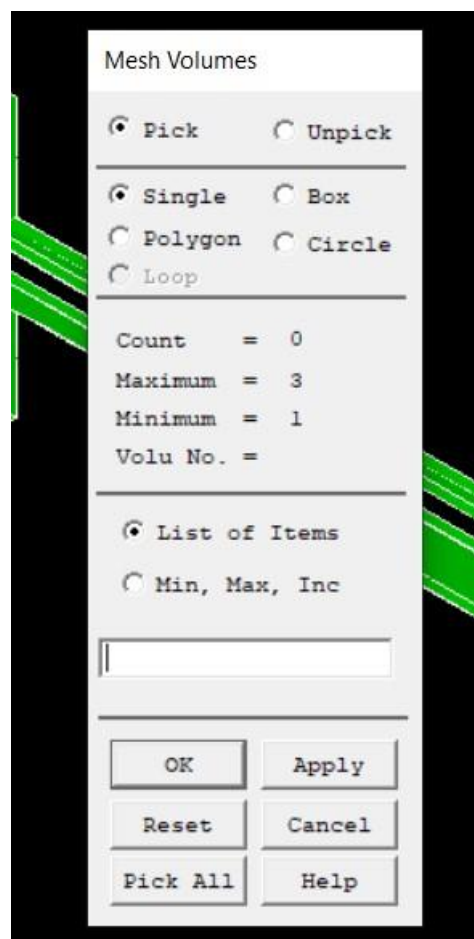 Mesh Volumes
Pick Unpick
Single Box
Polygon Circle
Loop
Count = 0
Maximum = 3
Minimum = 1
Volu No. =
List of Items
Min, Max, Inc
OK Apply
Reset Cancel
Pick All Help